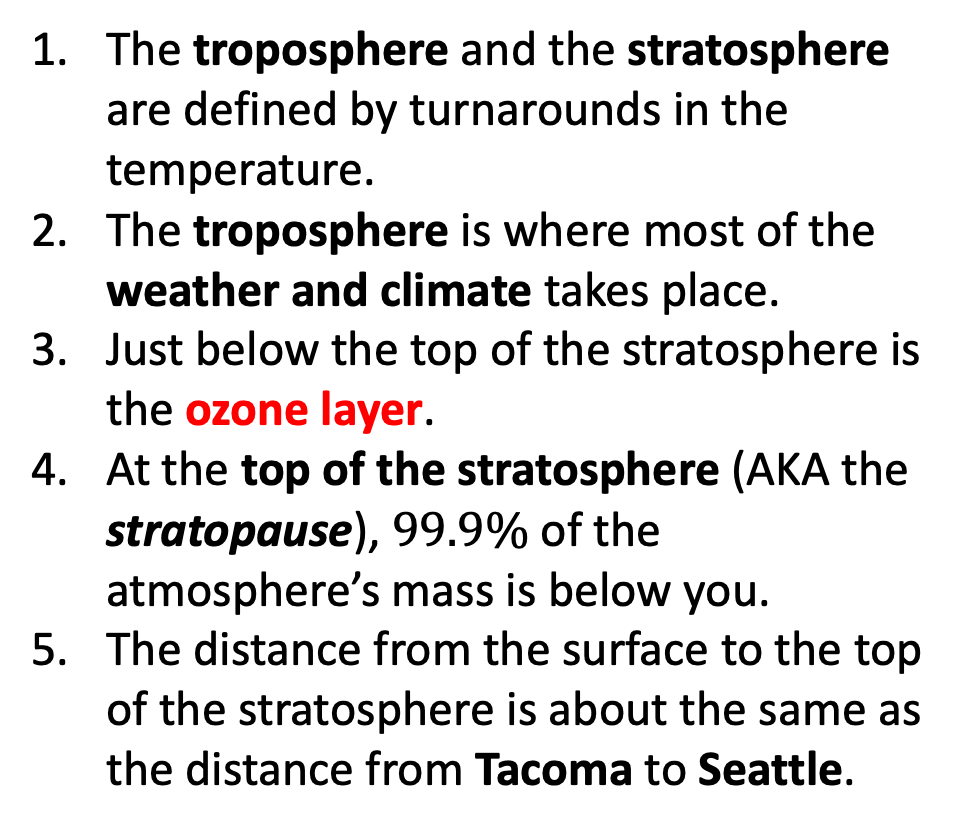 1. The troposphere and the stratosphere
are defined by turnarounds in the
temperature.
2. The troposphere is where most of the
weather and climate takes place.
3. Just below the top of the stratosphere is
the ozone layer.
4. At the top of the stratosphere (AKA the
stratopause), 99.9% of the
atmosphere’s mass is below you.
5. The distance from the surface to the top
of the stratosphere is about the same as
the distance from Tacoma to Seattle.